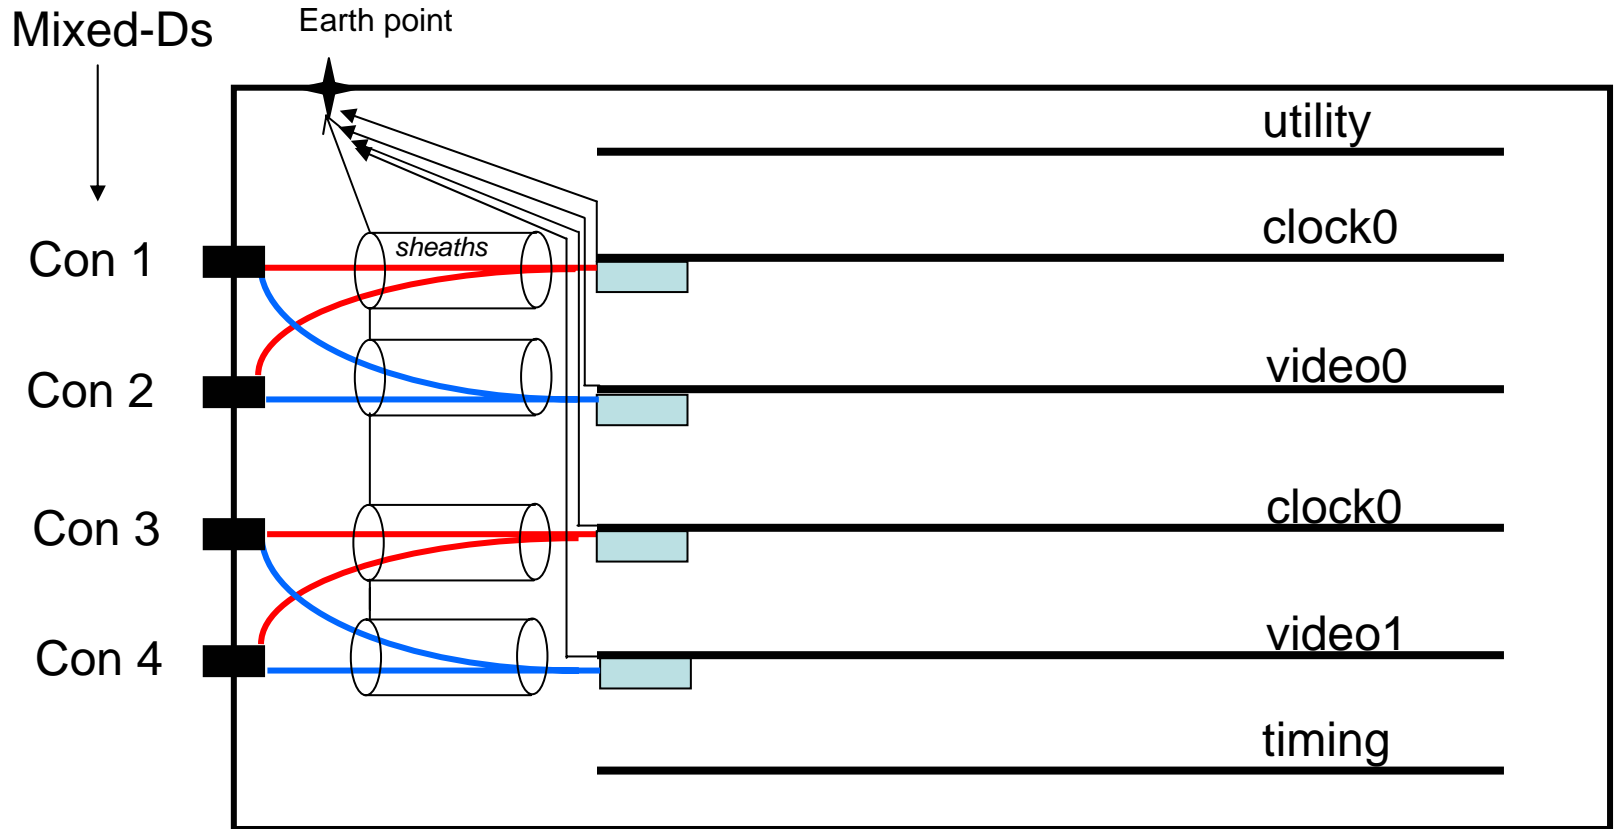 Mixed-Ds
Earth point
utility
clock0
sheaths
Con 1
video0
Con 2
clock0
Con 3
video1
Con 4
timing